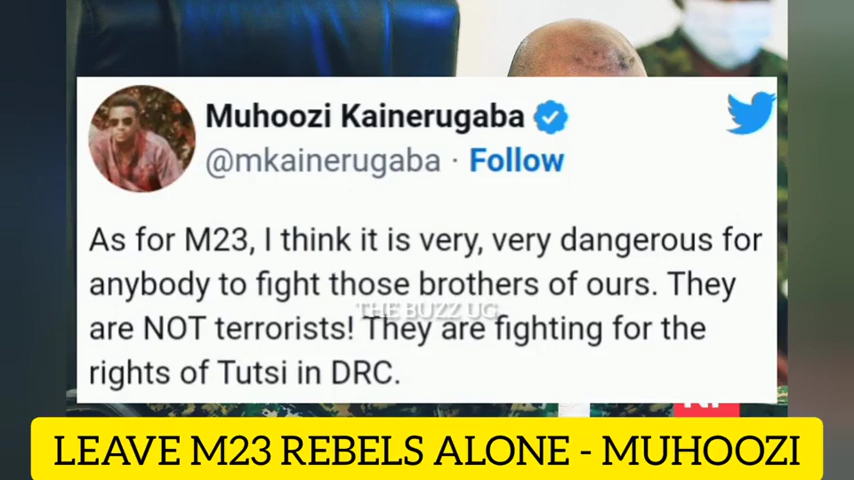 Muhoozi Kainerugaba
@mkainerugaba · Follow
As for M23, I think it is very, very dangerous for
anybody to fight those brothers of ours. They
are NOT terrorists! They are fighting for the
THE BUZZ UG
rights of Tutsi in DRC.
LEAVE M23 REBELS ALONE - MUHOOZI